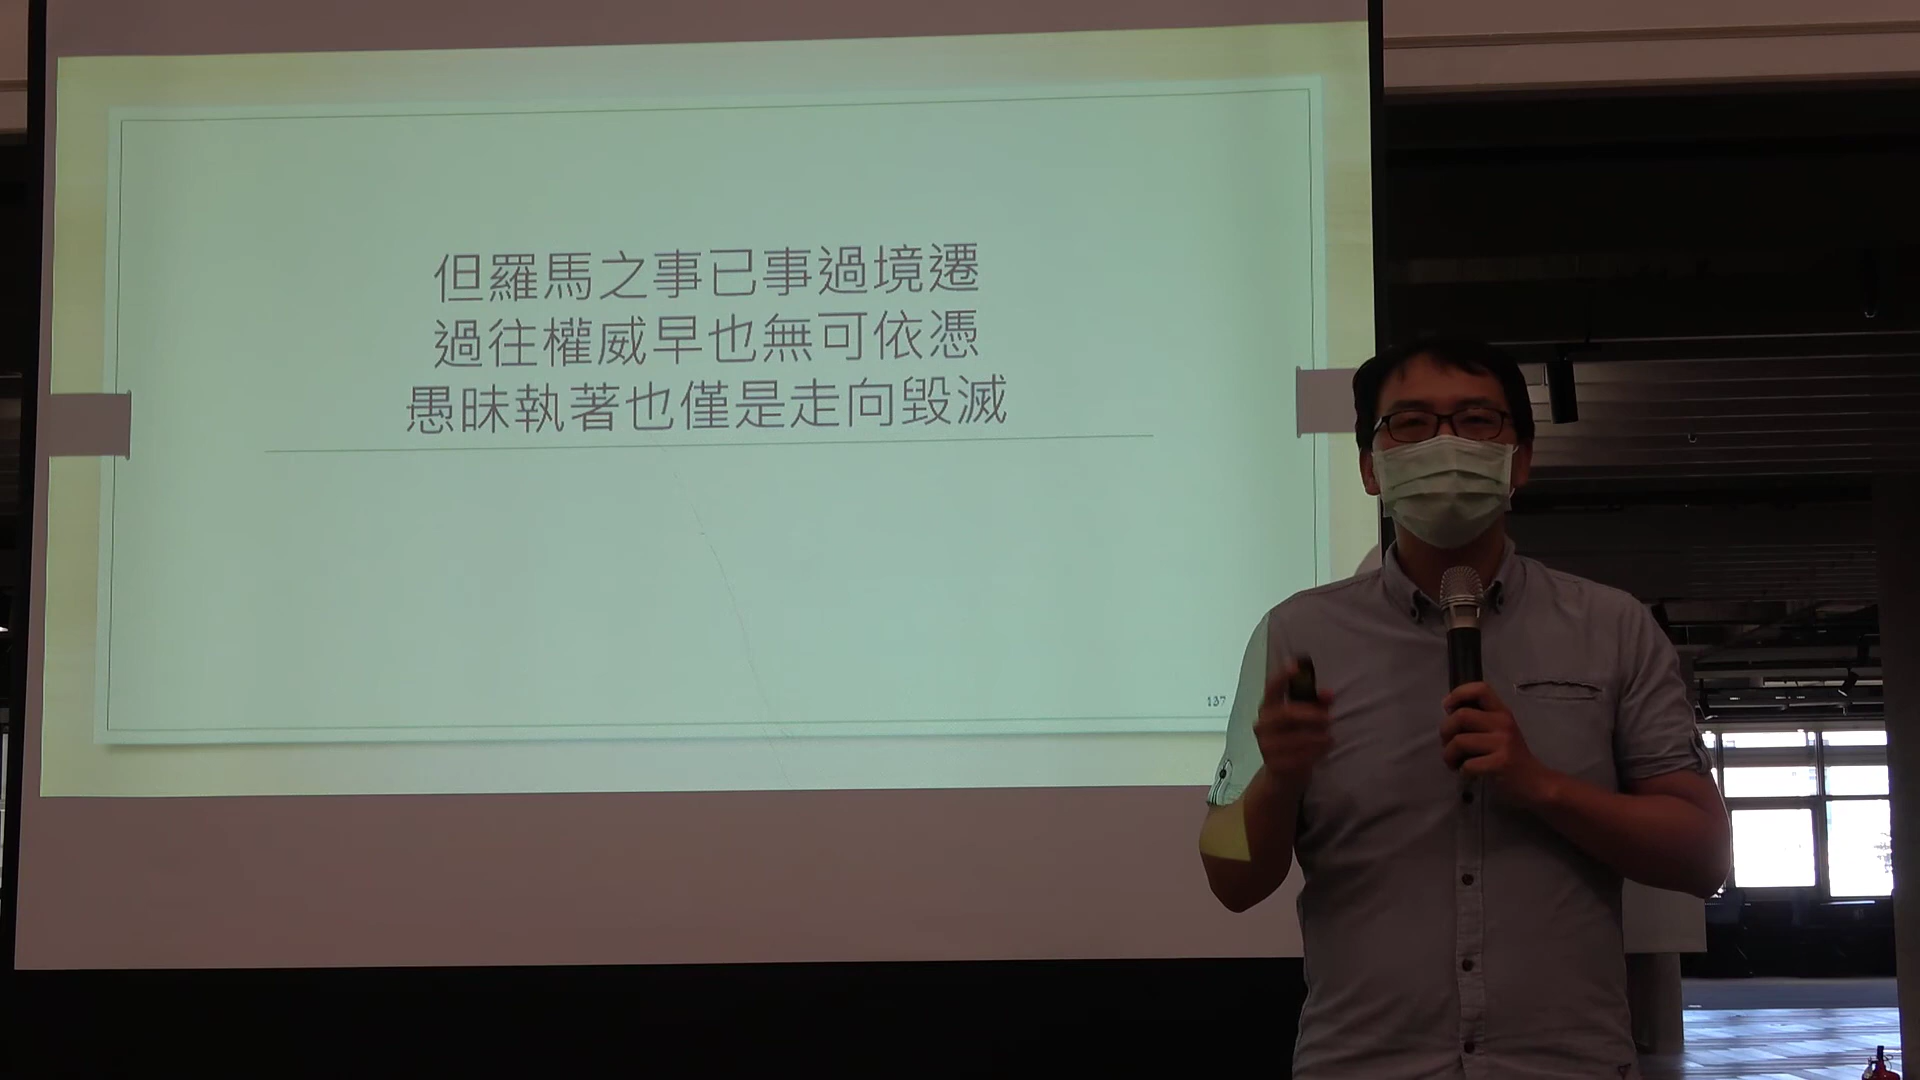 但羅馬之事已事過境遷
過往權威早也無可依憑
愚昧執著也僅是走向毀滅
137